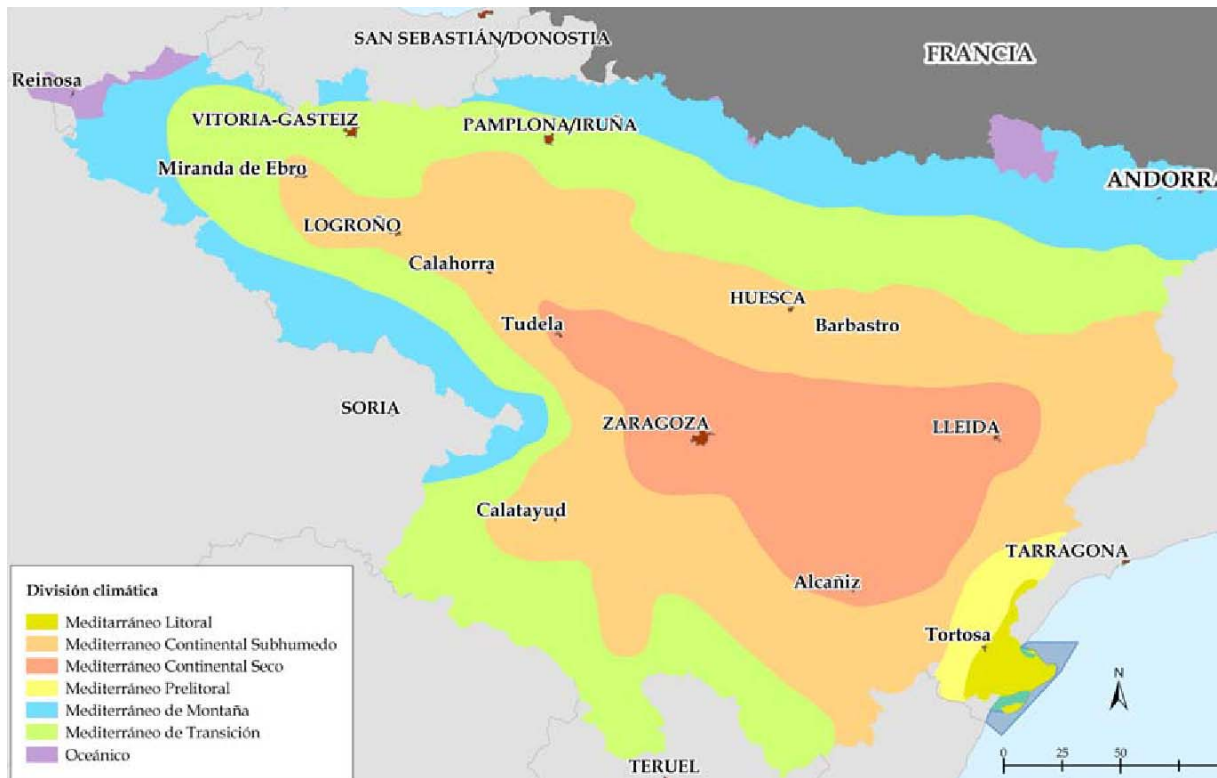 SAN SEBASTIÁN/DONOSTIA
FRANCIA
Reinosa
VITORIA-GASTEIZ
PAMPLONA/IRUÑA
Miranda de Ebro
ANDORRA
LOGROÑO
Calahorra
HUESCA
Barbastro
Tudela
SORIA
ZARAGOZA
LLEIDA
Calatayud
TARRAGONA
Alcañiz
Tortosa
TERUEL
División climática
Meditarráneo Litoral
Mediterraneo Continental Subhumedo
Mediterráneo Continental Seco
Mediterráneo Prelitoral
Mediterráneo de Montaña
Mediterráneo de Transición
Oceánico
N
0 25 50